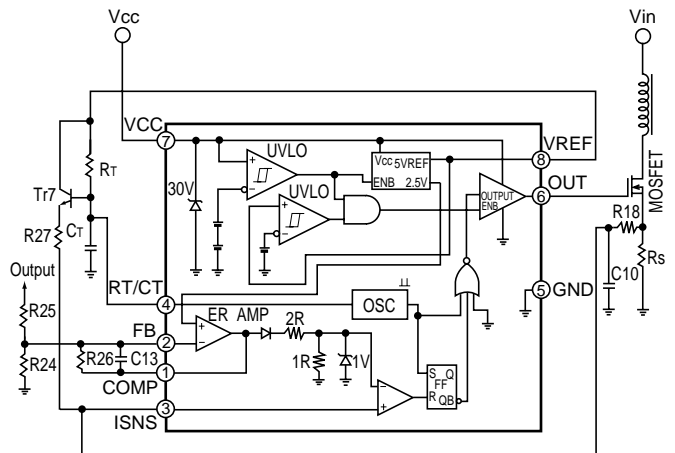 Vcc
Vin
VCC
7
UVLO
Vcc 5VREF
ENB 2.5V
VREF
8
RT
30V
UVLO
OUTPUT
ENB
OUT
6
MOSFET
Tr7
R27
CT
R18
Rs
C10
Output
RT/CT
4
OSC
GND
5
R25
FB
2
ER AMP
2R
R24
R26
C13
1R
1V
COMP
1
S Q
FF
R QB
ISNS
3
+
−
+
−
+
−
−
+